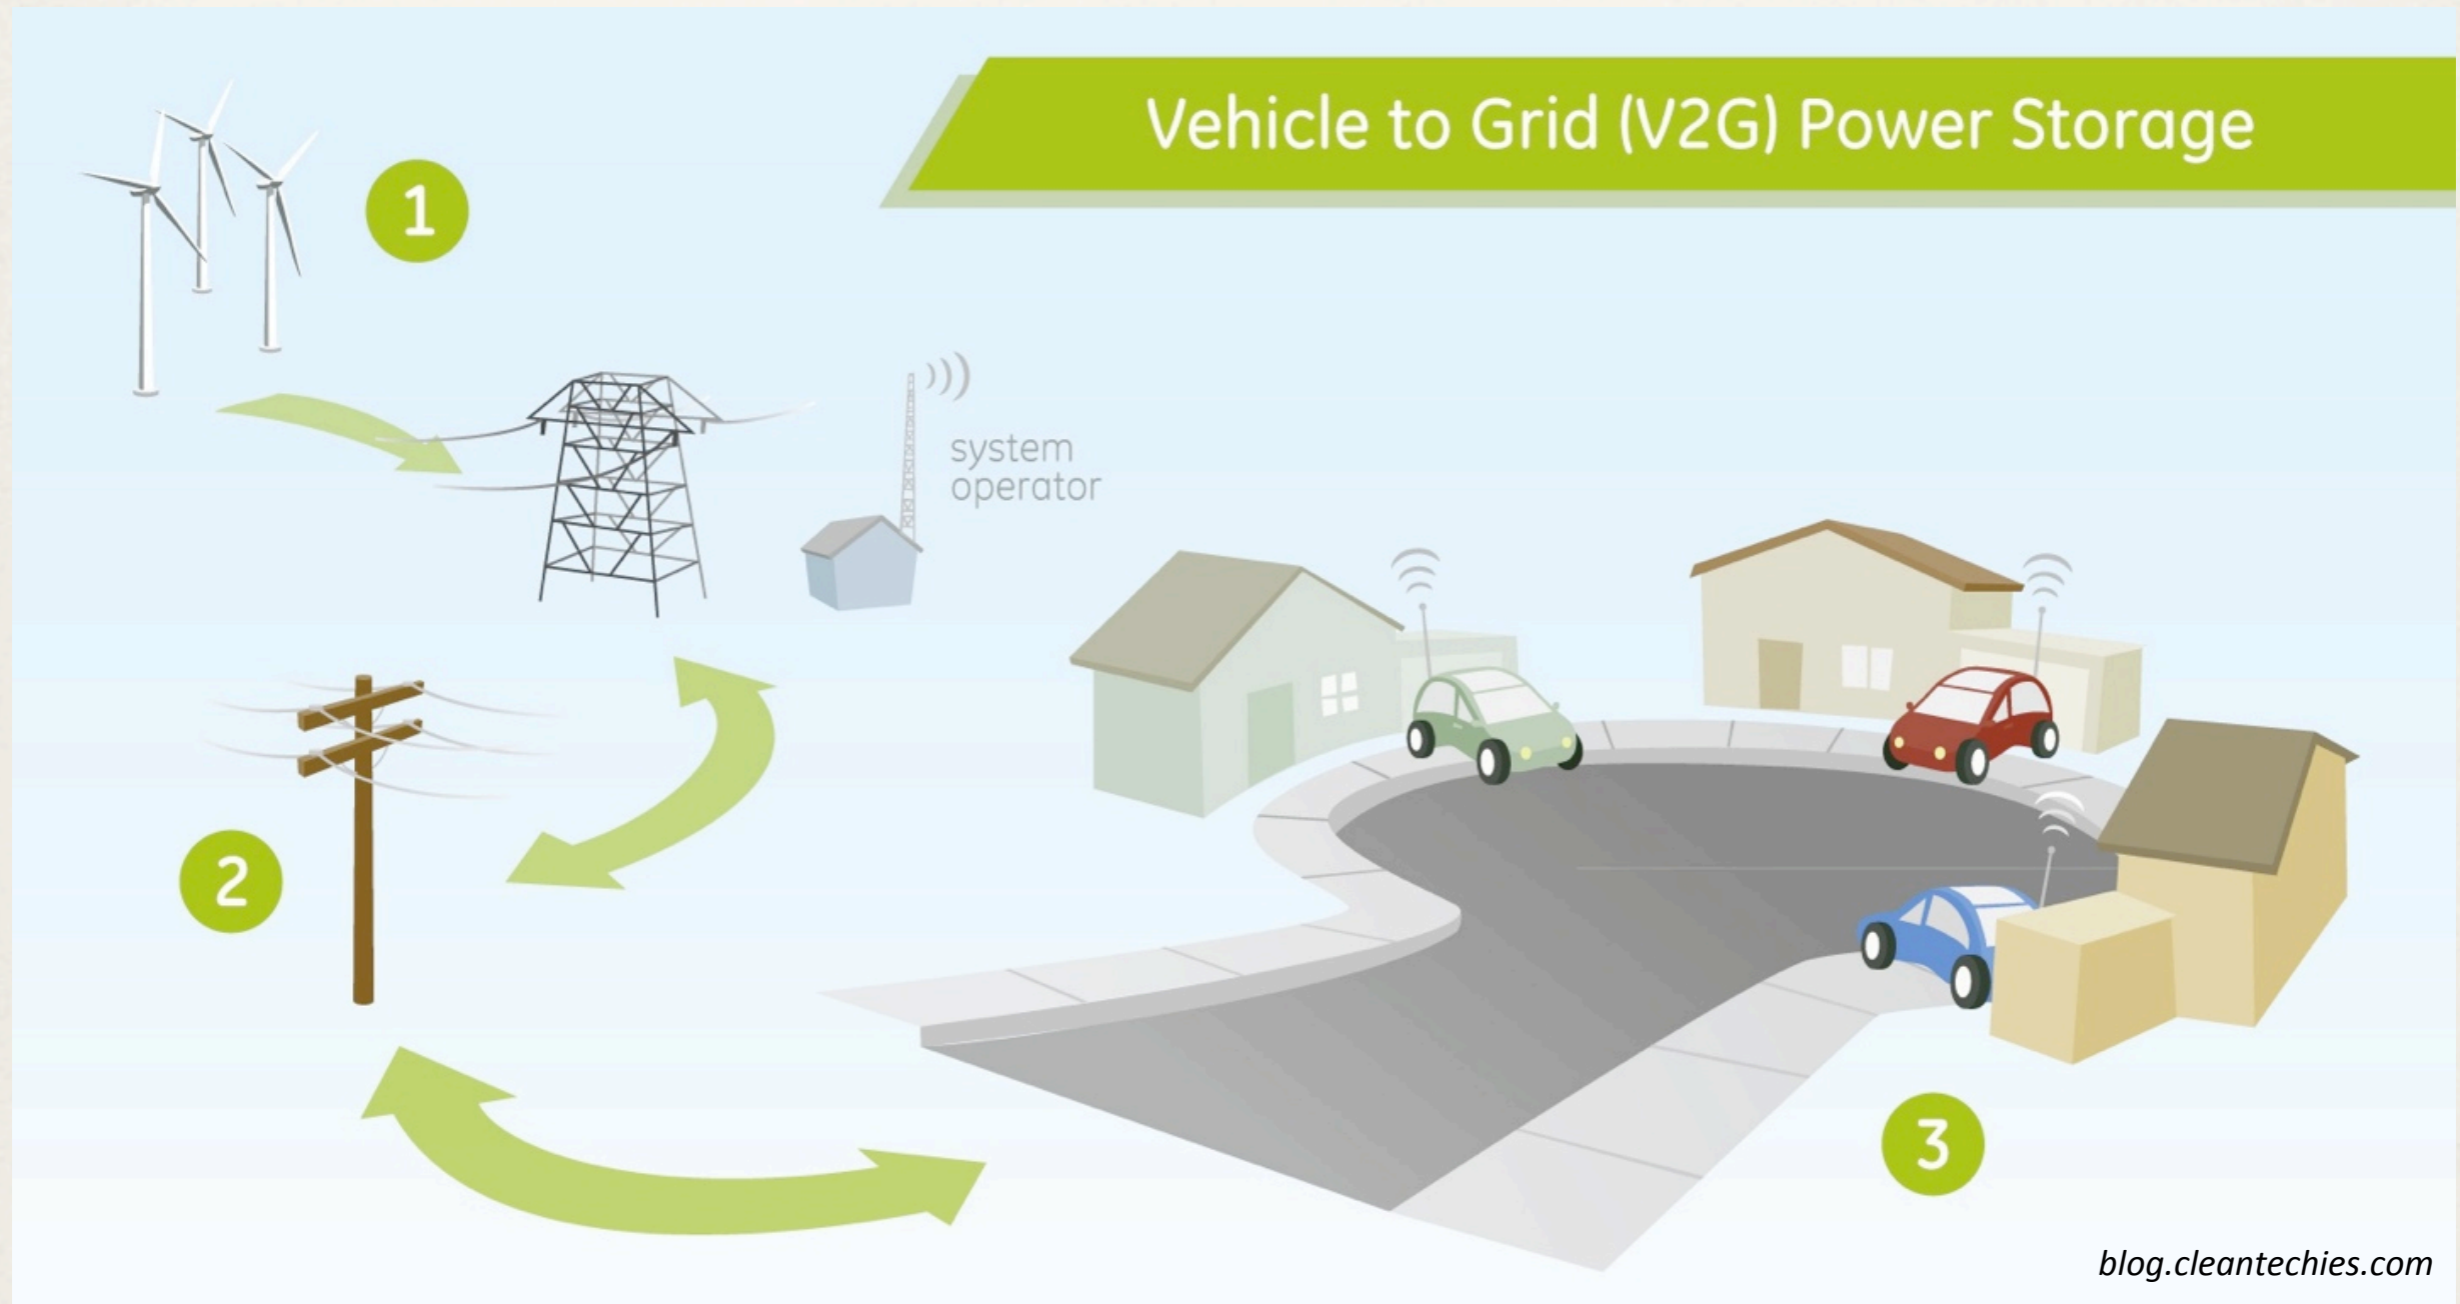 Vehicle to Grid (V2G) Power Storage
1
system
operator
2
3
blog.cleantechies.com